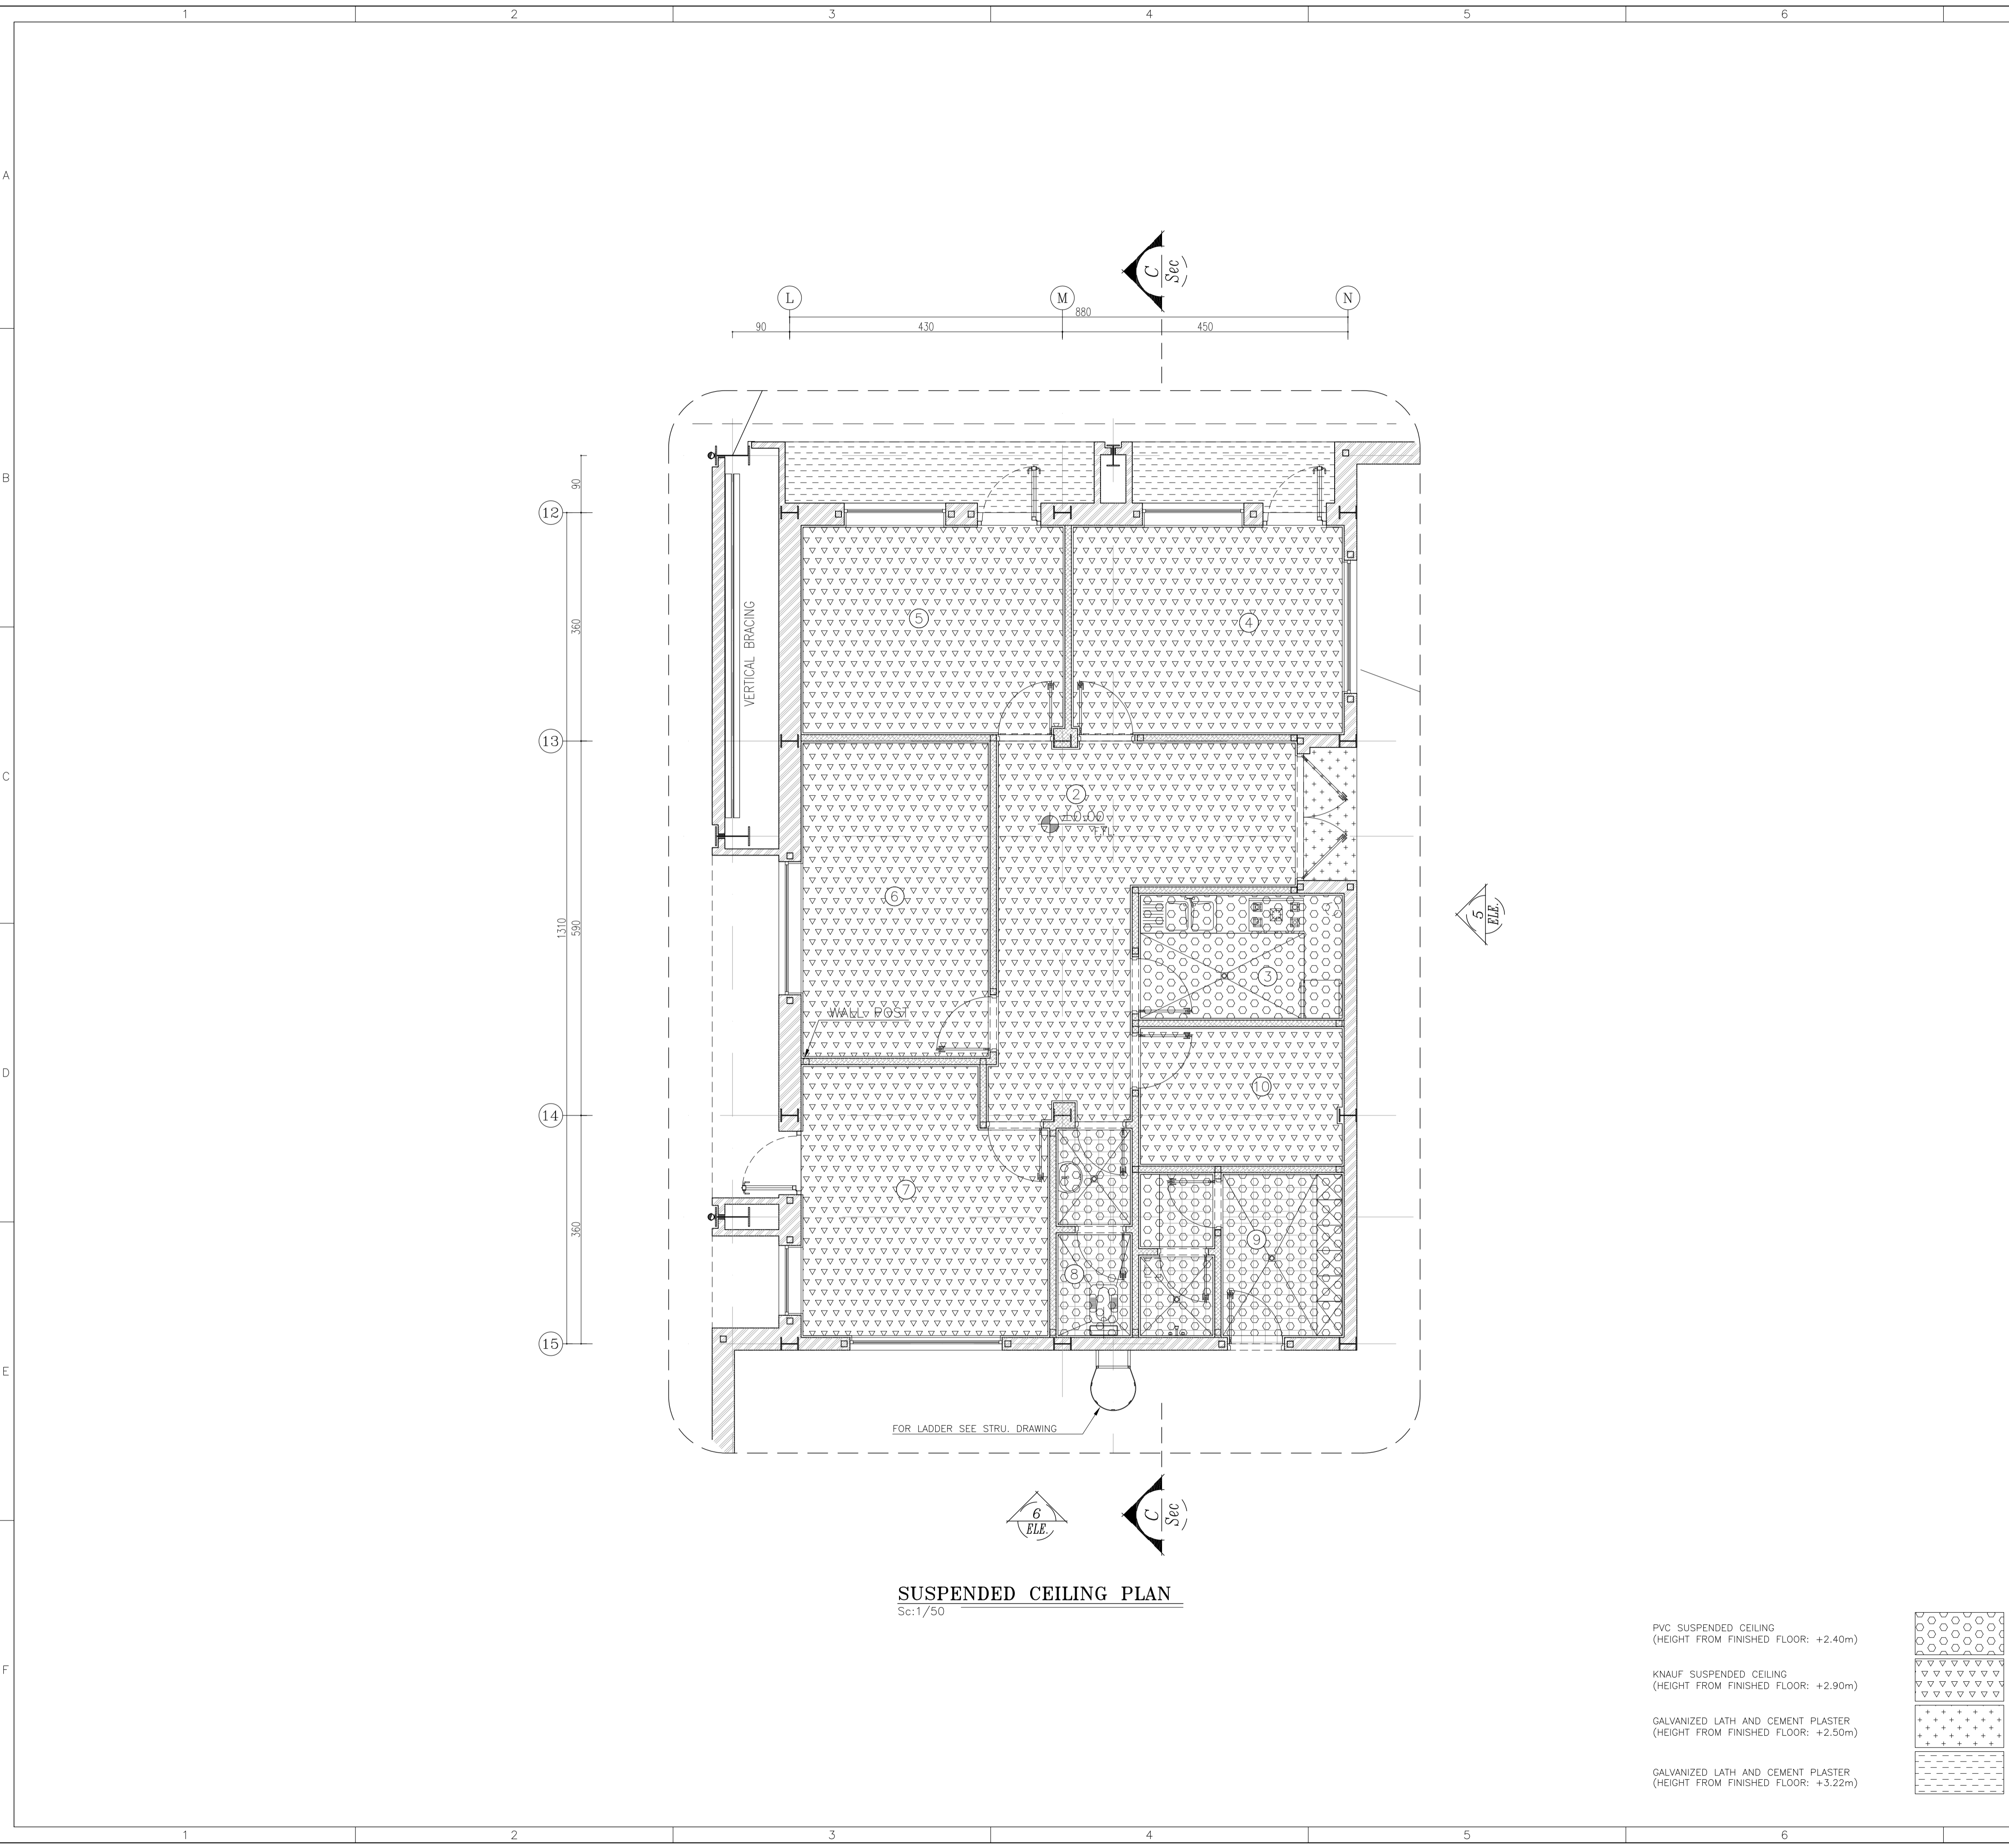 1 2 3 4 5 6
A
B
C
D
E
F
C
Sec
L M N
880
90 430 450
12
90
360
13
VERTICAL BRACING
5
4
2
±0.00
F.FL
6
1310
590
3
5
ELE.
WALL POST
10
14
7
360
9
8
15
FOR LADDER SEE STRU. DRAWING
6
ELE.
C
Sec
SUSPENDED CEILING PLAN
Sc:1/50
PVC SUSPENDED CEILING
(HEIGHT FROM FINISHED FLOOR: +2.40m)
KNAUF SUSPENDED CEILING
(HEIGHT FROM FINISHED FLOOR: +2.90m)
GALVANIZED LATH AND CEMENT PLASTER
(HEIGHT FROM FINISHED FLOOR: +2.50m)
GALVANIZED LATH AND CEMENT PLASTER
(HEIGHT FROM FINISHED FLOOR: +3.22m)
1 2 3 4 5 6